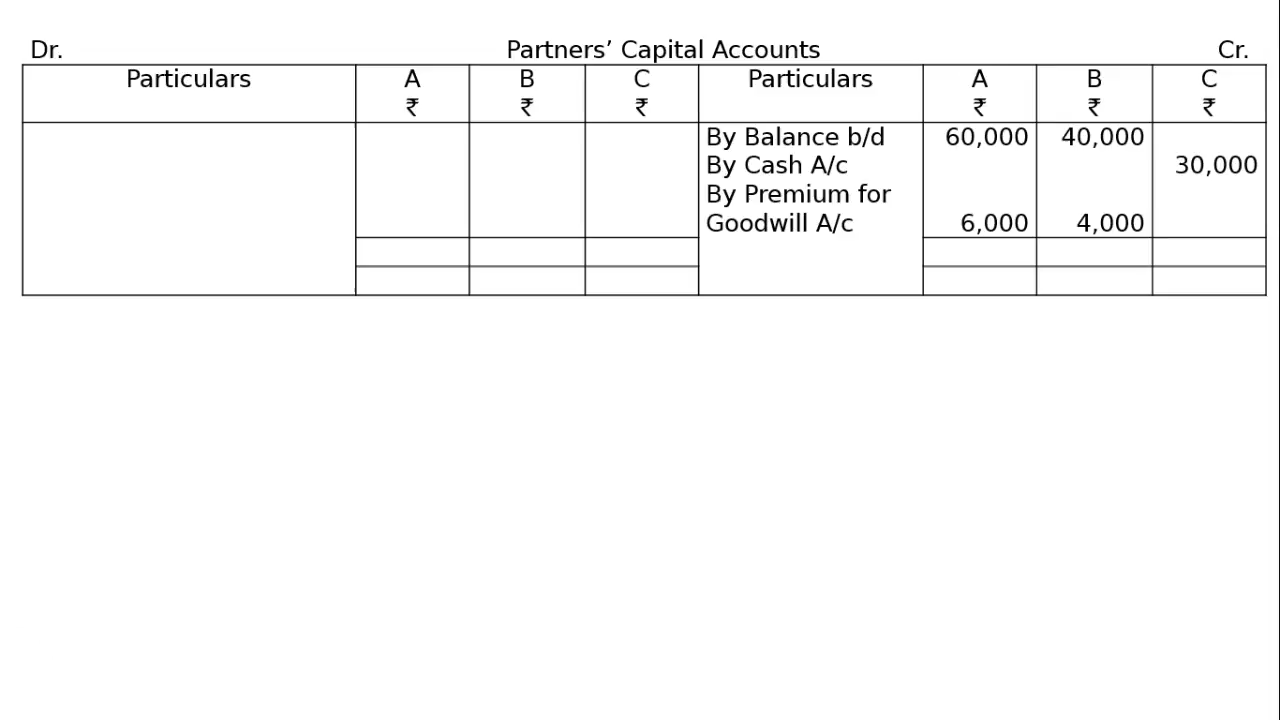 Dr. Partners’ Capital Accounts Cr.
Particulars A B C Particulars A B C
₹ ₹ ₹ ₹ ₹ ₹
By Balance b/d 60,000 40,000
By Cash A/c 30,000
By Premium for
Goodwill A/c 6,000 4,000